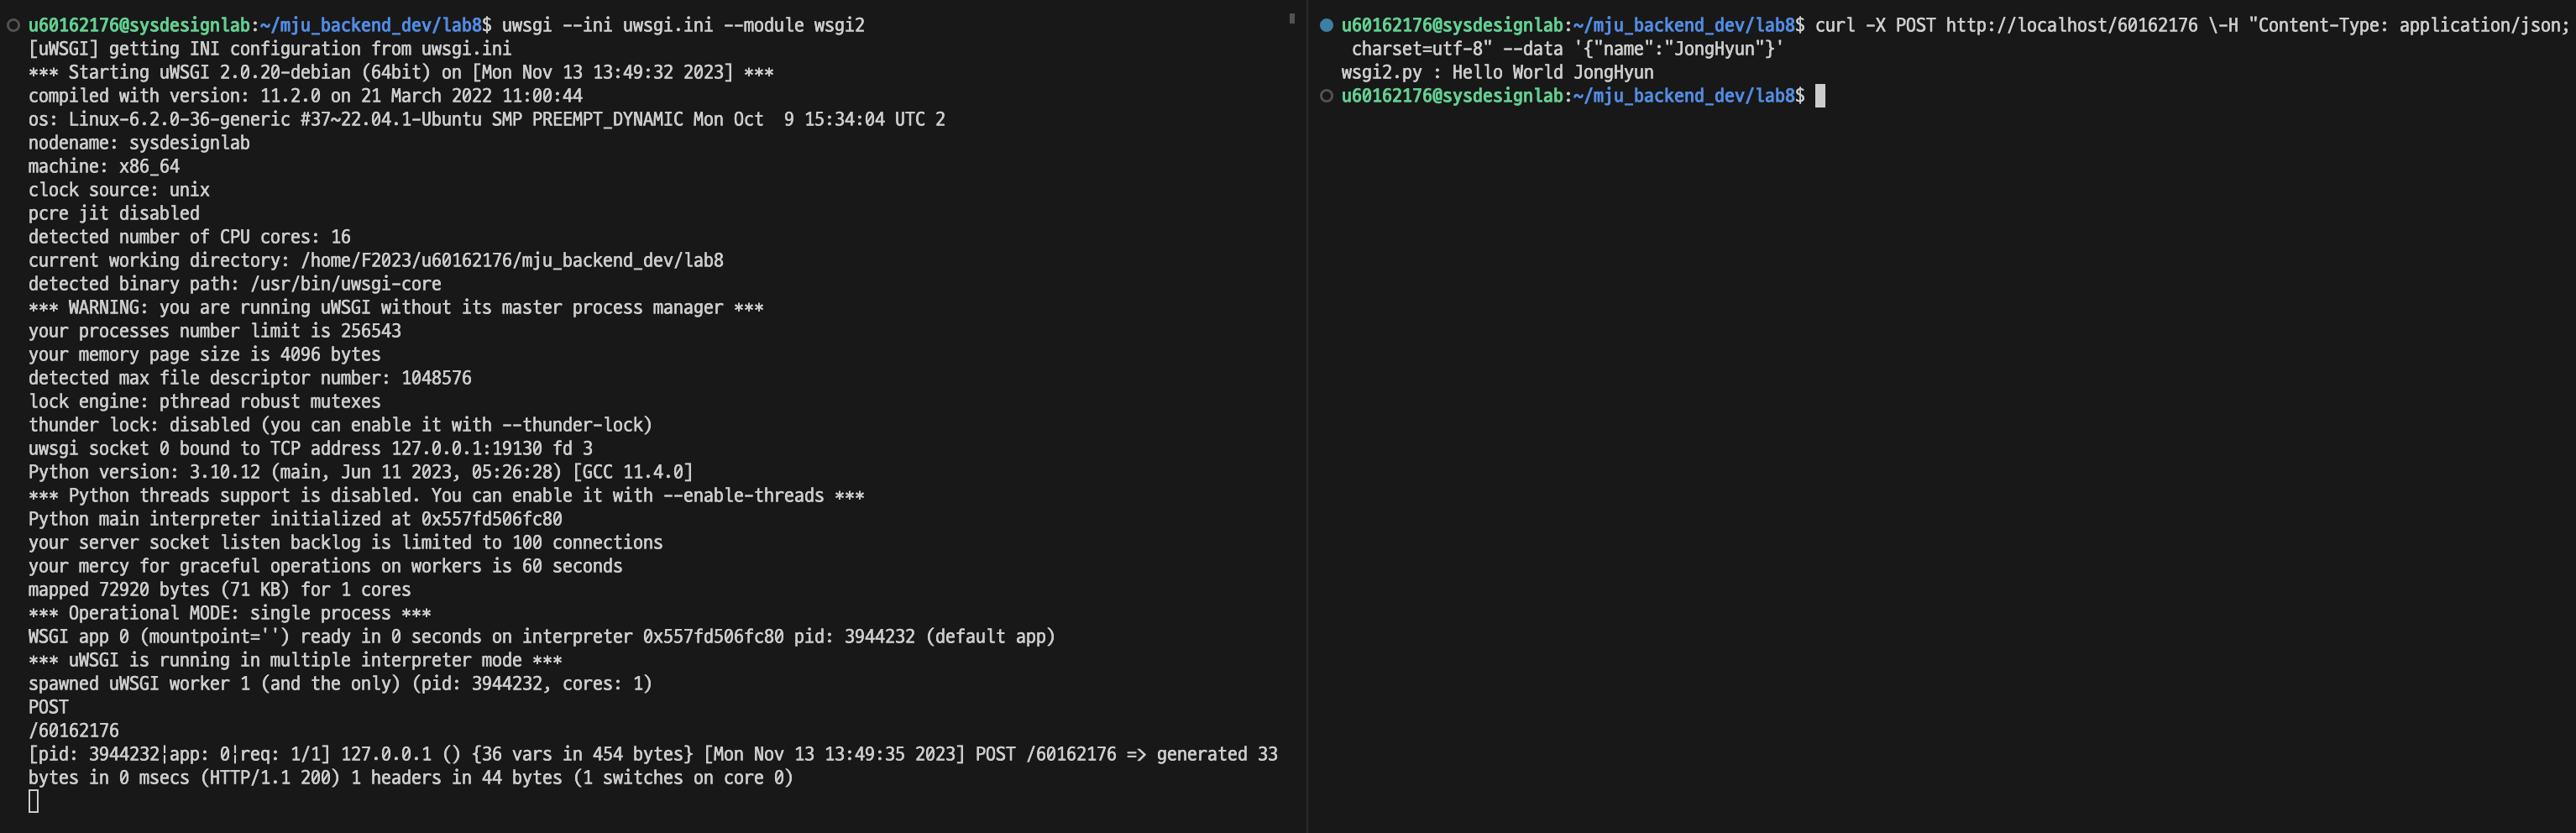 u60162176@sysdesignlab:~/mju_backend_dev/lab8$ uwsgi --ini uwsgi.ini --module wsgi2
[uWSGI] getting INI configuration from uwsgi.ini
*** Starting uWSGI 2.0.20-debian (64bit) on [Mon Nov 13 13:49:32 2023] ***
compiled with version: 11.2.0 on 21 March 2022 11:00:44
os: Linux-6.2.0-36-generic #37~22.04.1-Ubuntu SMP PREEMPT_DYNAMIC Mon Oct  9 15:34:04 UTC 2
nodename: sysdesignlab
machine: x86_64
clock source: unix
pcre jit disabled
detected number of CPU cores: 16
current working directory: /home/F2023/u60162176/mju_backend_dev/lab8
detected binary path: /usr/bin/uwsgi-core
*** WARNING: you are running uWSGI without its master process manager ***
your processes number limit is 256543
your memory page size is 4096 bytes
detected max file descriptor number: 1048576
lock engine: pthread robust mutexes
thunder lock: disabled (you can enable it with --thunder-lock)
uwsgi socket 0 bound to TCP address 127.0.0.1:19130 fd 3
Python version: 3.10.12 (main, Jun 11 2023, 05:26:28) [GCC 11.4.0]
*** Python threads support is disabled. You can enable it with --enable-threads ***
Python main interpreter initialized at 0x557fd506fc80
your server socket listen backlog is limited to 100 connections
your mercy for graceful operations on workers is 60 seconds
mapped 72920 bytes (71 KB) for 1 cores
*** Operational MODE: single process ***
WSGI app 0 (mountpoint='') ready in 0 seconds on interpreter 0x557fd506fc80 pid: 3944232 (default app)
*** uWSGI is running in multiple interpreter mode ***
spawned uWSGI worker 1 (and the only) (pid: 3944232, cores: 1)
POST
/60162176
[pid: 3944232¦app: 0¦req: 1/1] 127.0.0.1 () {36 vars in 454 bytes} [Mon Nov 13 13:49:35 2023] POST /60162176 => generated 33
bytes in 0 msecs (HTTP/1.1 200) 1 headers in 44 bytes (1 switches on core 0)
u60162176@sysdesignlab:~/mju_backend_dev/lab8$ curl -X POST http://localhost/60162176 \-H "Content-Type: application/json;
charset=utf-8" --data '{"name":"JongHyun"}'
wsgi2.py : Hello World JongHyun
u60162176@sysdesignlab:~/mju_backend_dev/lab8$